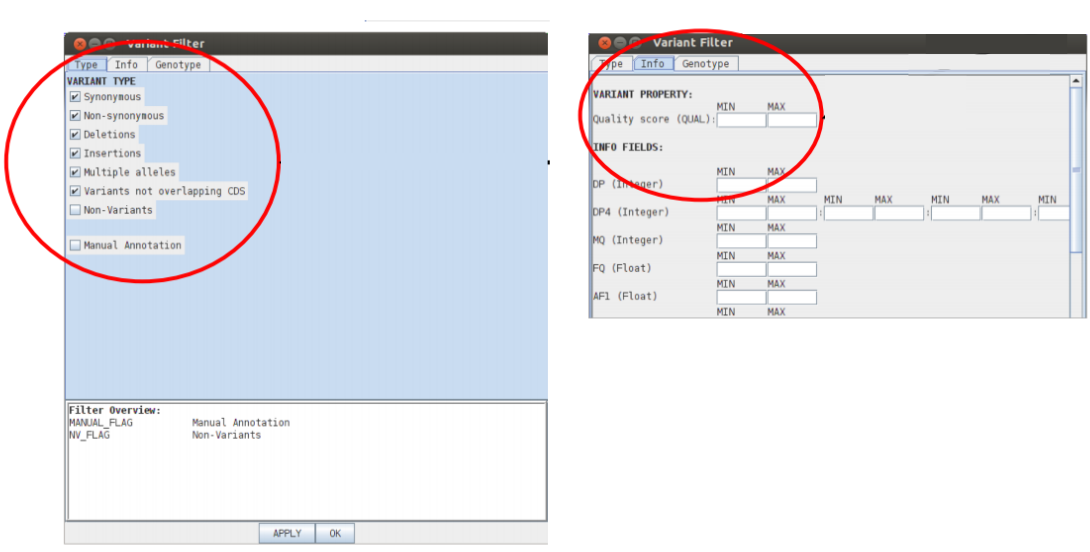 Variant Filter
Type Info Genotype
VARIANT TYPE
Synonymous
Non-synonymous
Deletions
Insertions
Multiple alleles
Variants not overlapping CDS
Non-Variants
Manual Annotation
Filter Overview:
MANUAL_FLAG Manual Annotation
NV_FLAG Non-Variants
APPLY OK
Variant Filter
Type Info Genotype
VARIANT PROPERTY:
MIN MAX
Quality score (QUAL):
INFO FIELDS:
MIN MAX
DP (Integer)
MIN MAX MIN MAX MIN MAX MIN
DP4 (Integer) : : :
MIN MAX
MQ (Integer)
MIN MAX
FQ (Float)
MIN MAX
AF1 (Float)
MIN MAX